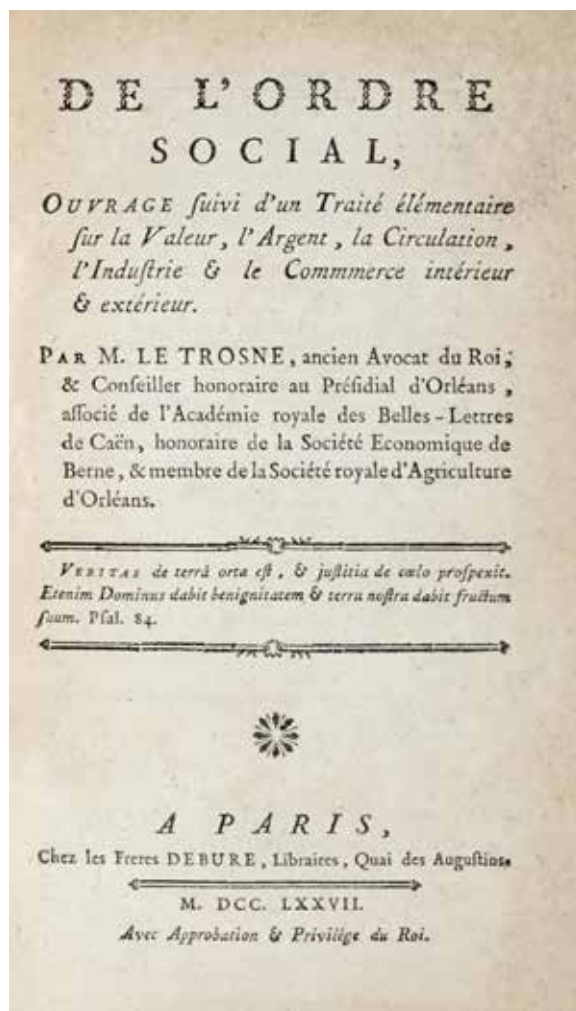 DE L'ORDRE
SOCIAL,
OUVRAGE ſuivi d'un Traité élémentaire
ſur la Valeur, l'Argent, la Circulation,
l'Induſtrie & le Commmerce intérieur
& extérieur.
PAR M. LE TROSNE, ancien Avocat du Roi,
& Conſeiller honoraire au Préſidial d'Orléans,
aſſocié de l'Académie royale des Belles-Lettres
de Caën, honoraire de la Société Economique de
Berne, & membre de la Société royale d'Agriculture
d'Orléans.
VERITAS de terrâ orta eſt, & juſtitia de cœlo proſpexit.
Etenim Dominus dabit benignitatem & terra noſtra dabit fructum
ſuum. Pſal. 84.
A PARIS,
Chez les Freres DEBURE, Libraires, Quai des Auguſtins.
M. DCC. LXXVII.
Avec Approbation & Privilége du Roi.